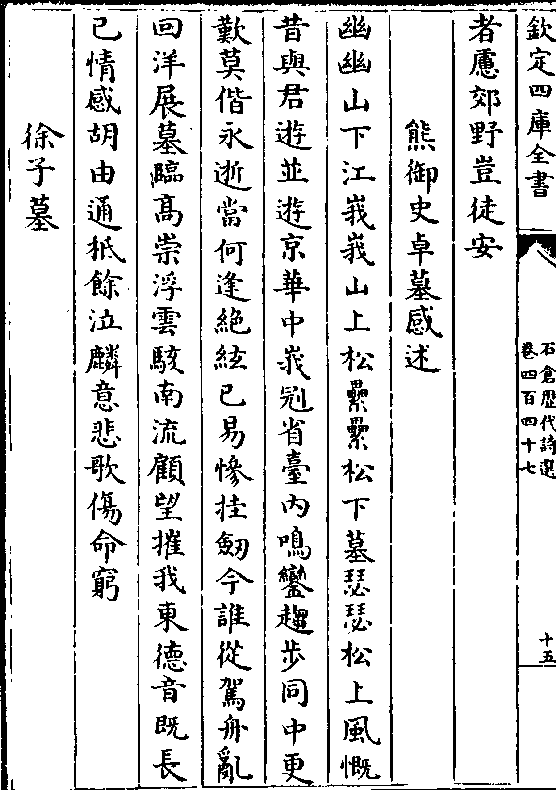 欽定四庫全書
石倉歷代詩選
卷四百四十七
十五
者慮郊野豈徒安
熊御史卓墓感述
幽幽山下江峩峩山上松纍纍松下墓瑟瑟松上風慨
昔與君遊並遊京華中峩冠省臺內鳴鑾趨步同中更
歎莫偕永逝當何逢絶絃已易慘挂劒今誰從駕舟亂
回洋展墓臨髙崇浮雲駭南流顧望摧我東德音既長
已情感胡由通秪餘泣麟意悲歌傷命窮
徐子墓